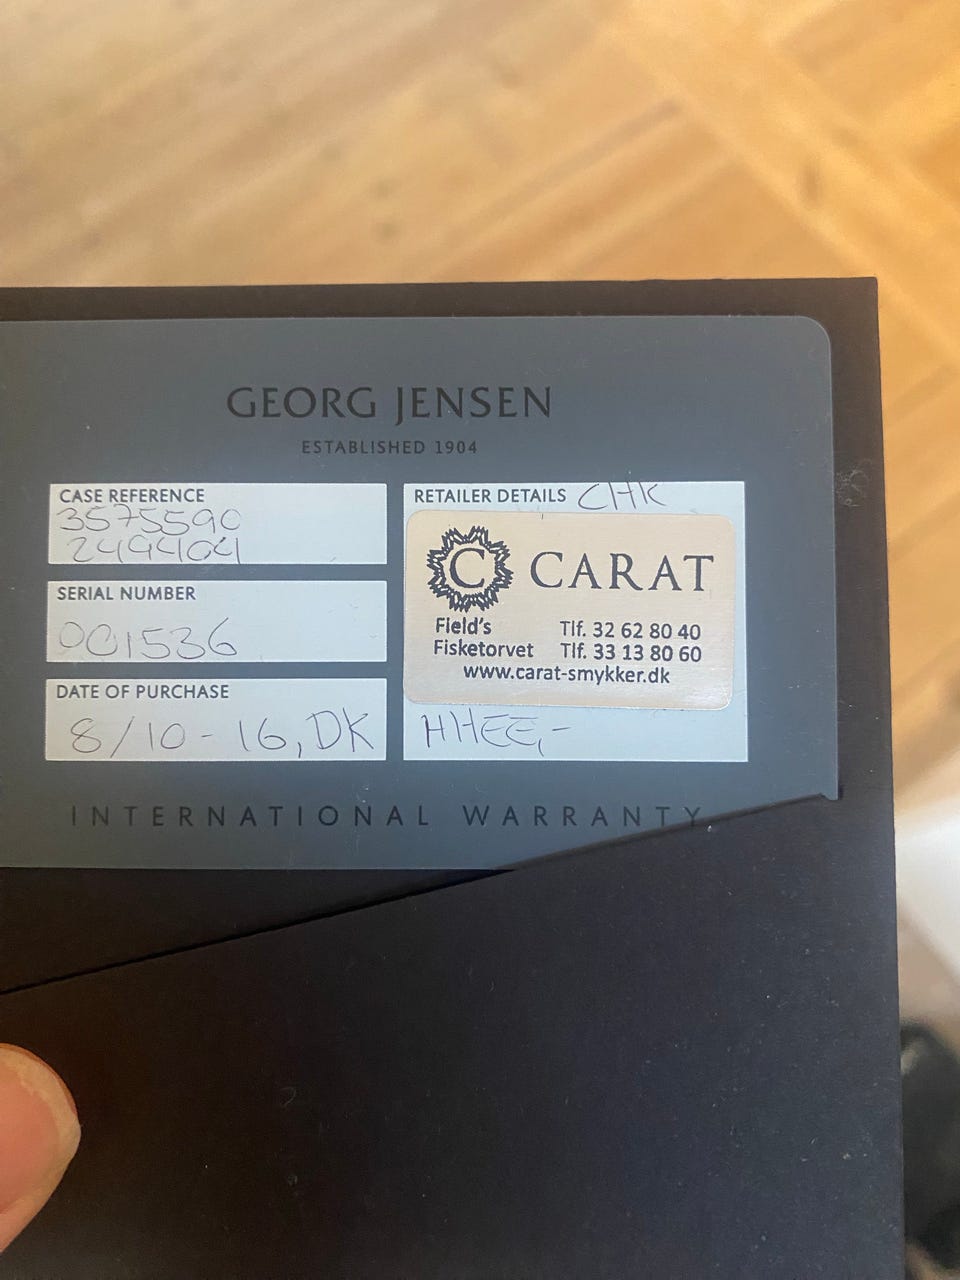 GEORG JENSEN
ESTABLISHED 1904
CASE REFERENCE
3575590
2494404
SERIAL NUMBER
001536
DATE OF PURCHASE
8/10-16, DK
RETAILER DETAILS CHK
C CARAT
Field's Tlf. 32 62 80 40
Fisketorvet Tlf. 33 13 80 60
www.carat-smykker.dk
INTERNATIONAL WARRANTY